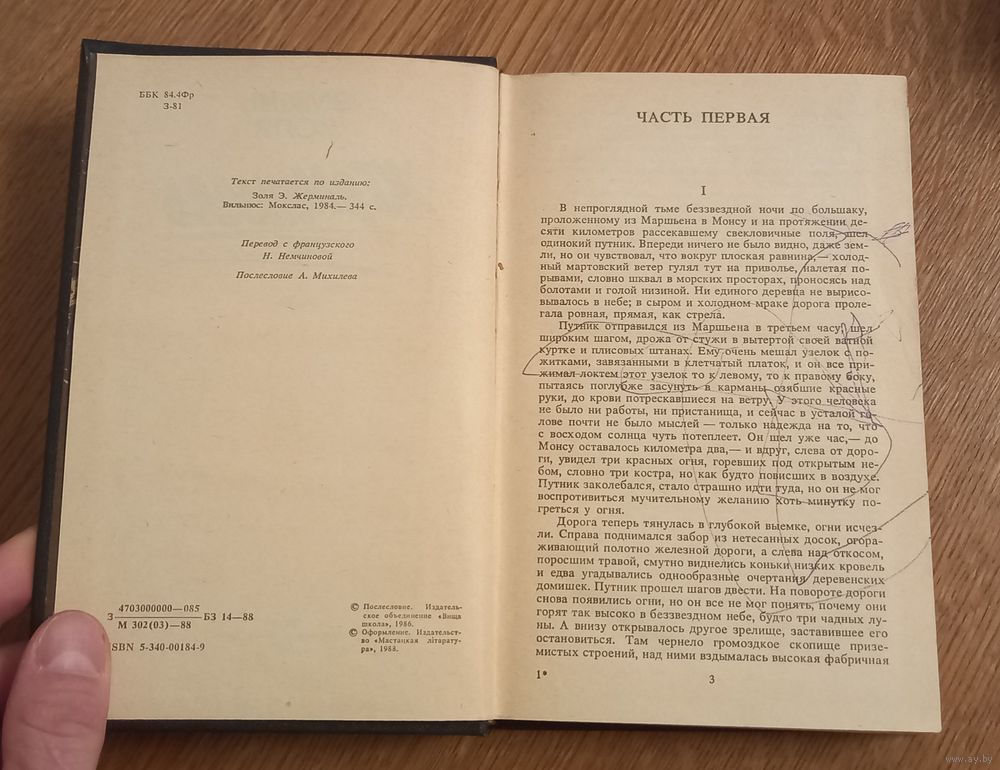 ББК 84.4Фр
З-81
Текст печатается по изданию:
Золя Э. Жерминаль.
Вильнюс: Мокслас, 1984.— 344 с.
Перевод с французского
Н. Немчиновой
Послесловие А. Михилева
4703000000—085
З
БЗ 14—88
М 302(03)—88
ISBN 5-340-00184-9
© Послесловие. Издатель-
ское объединение «Вища
школа», 1986.
© Оформление. Издательст-
во «Мастацкая літарату-
ра», 1988.
ЧАСТЬ ПЕРВАЯ
I
В непроглядной тьме беззвездной ночи по большаку,
проложенному из Маршьена в Монсу и на протяжении де-
сяти километров рассекавшему свекловичные поля, шел
одинокий путник. Впереди ничего не было видно, даже зем-
ли, но он чувствовал, что вокруг плоская равнина,— холод-
ный мартовский ветер гулял тут на приволье, налетая по-
рывами, словно шквал в морских просторах, проносясь над
болотами и голой низиной. Ни единого деревца не вырисо-
вывалось в небе; в сыром и холодном мраке дорога проле-
гала ровная, прямая, как стрела.
Путник отправился из Маршьена в третьем часу, шел
широким шагом, дрожа от стужи в вытертой своей ватной
куртке и плисовых штанах. Ему очень мешал узелок с по-
житками, завязанными в клетчатый платок, и он все при-
жимал локтем этот узелок то к левому, то к правому боку,
пытаясь поглубже засунуть в карманы озябшие красные
руки, до крови потрескавшиеся на ветру. У этого человека
не было ни работы, ни пристанища, и сейчас в усталой го-
лове почти не было мыслей — только надежда на то, что
с восходом солнца чуть потеплеет. Он шел уже час,— до
Монсу оставалось километра два,— и вдруг, слева от доро-
ги, увидел три красных огня, горевших под открытым не-
бом, словно три костра, но как будто повисших в воздухе.
Путник заколебался, стало страшно идти туда, но он не мог
воспротивиться мучительному желанию хоть минутку по-
греться у огня.
Дорога теперь тянулась в глубокой выемке, огни исчез-
ли. Справа поднимался забор из нетесанных досок, огора-
живающий полотно железной дороги, а слева над откосом,
поросшим травой, смутно виднелись коньки низких кровель
и едва угадывались однообразные очертания деревенских
домишек. Путник прошел шагов двести. На повороте дороги
снова появились огни, но он все не мог понять, почему они
горят так высоко в беззвездном небе, будто три чадных лу-
ны. А внизу открывалось другое зрелище, заставившее его
остановиться. Там чернело громоздкое скопище призе-
мистых строений, над ними вздымалась высокая фабричная
1*
3
www.ay.by